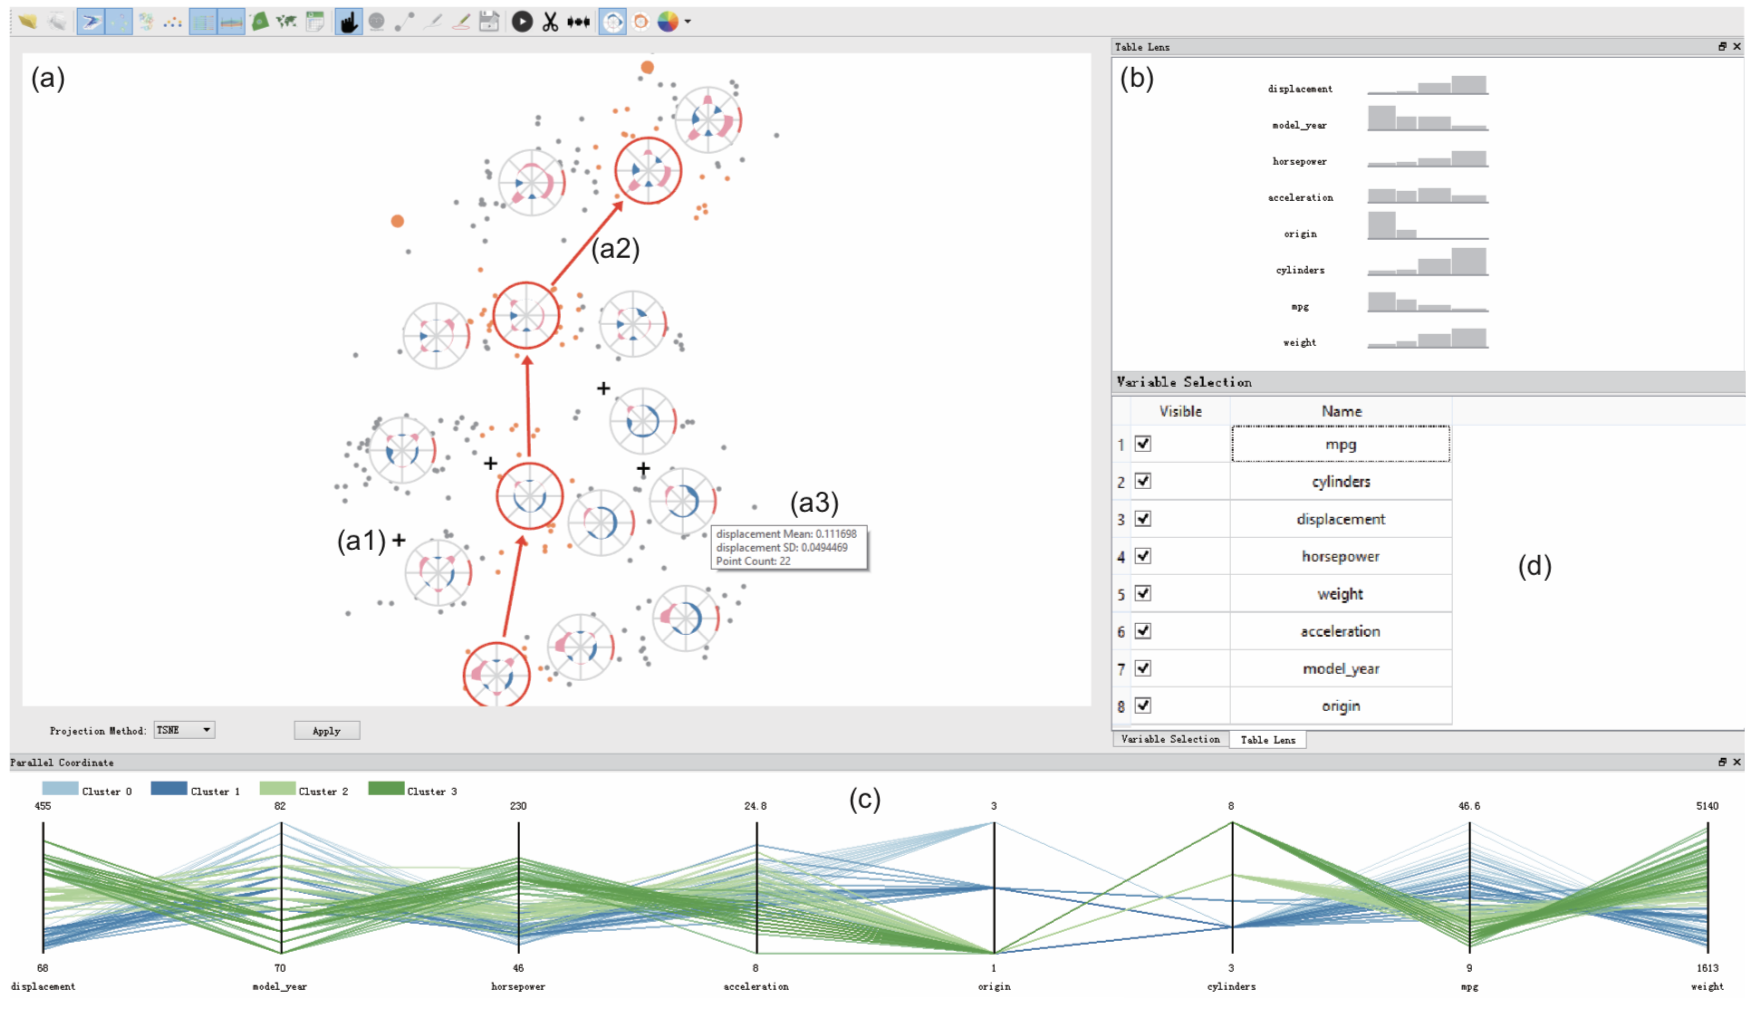 Table Lens
(a)
(b)
displacement
model_year
horsepower
acceleration
origin
cylinders
mpg
weight
(a2)
(a1)
(a3)
displacement Mean: 0.111698
displacement SD: 0.0494469
Point Count: 22
Variable Selection
Visible Name
1 mpg
2 cylinders
3 displacement
4 horsepower
5 weight
6 acceleration
7 model_year
8 origin
(d)
Variable Selection Table Lens
Projection Method: TSNE Apply
Parallel Coordinate
Cluster 0 Cluster 1 Cluster 2 Cluster 3
(c)
455 82 230 24.8 3 8 46.6 5140
68 70 46 8 1 3 9 1613
displacement model_year horsepower acceleration origin cylinders mpg weight